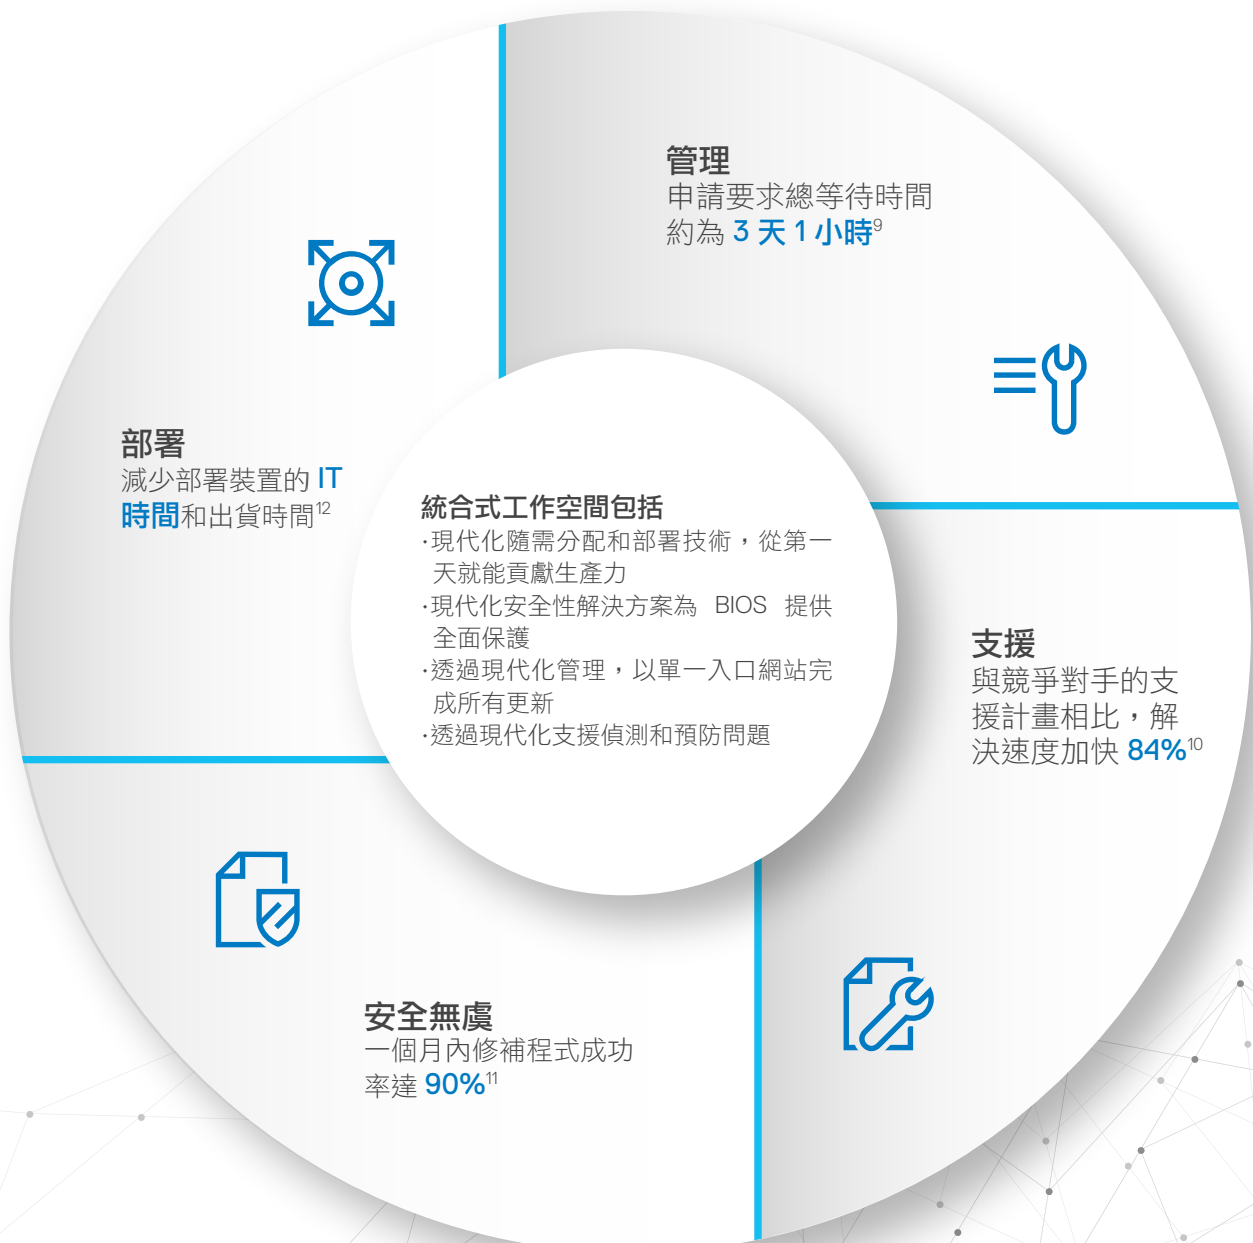 管理
申請要求總等待時間
約為 3 天 1 小時9
部署
減少部署裝置的 IT
時間和出貨時間12
統合式工作空間包括
·現代化隨需分配和部署技術，從第一
天就能貢獻生產力
·現代化安全性解決方案為 BIOS 提供
全面保護
·透過現代化管理，以單一入口網站完
成所有更新
·透過現代化支援偵測和預防問題
支援
與競爭對手的支
援計畫相比，解
決速度加快 84%10
安全無虞
一個月內修補程式成功
率達 90%11